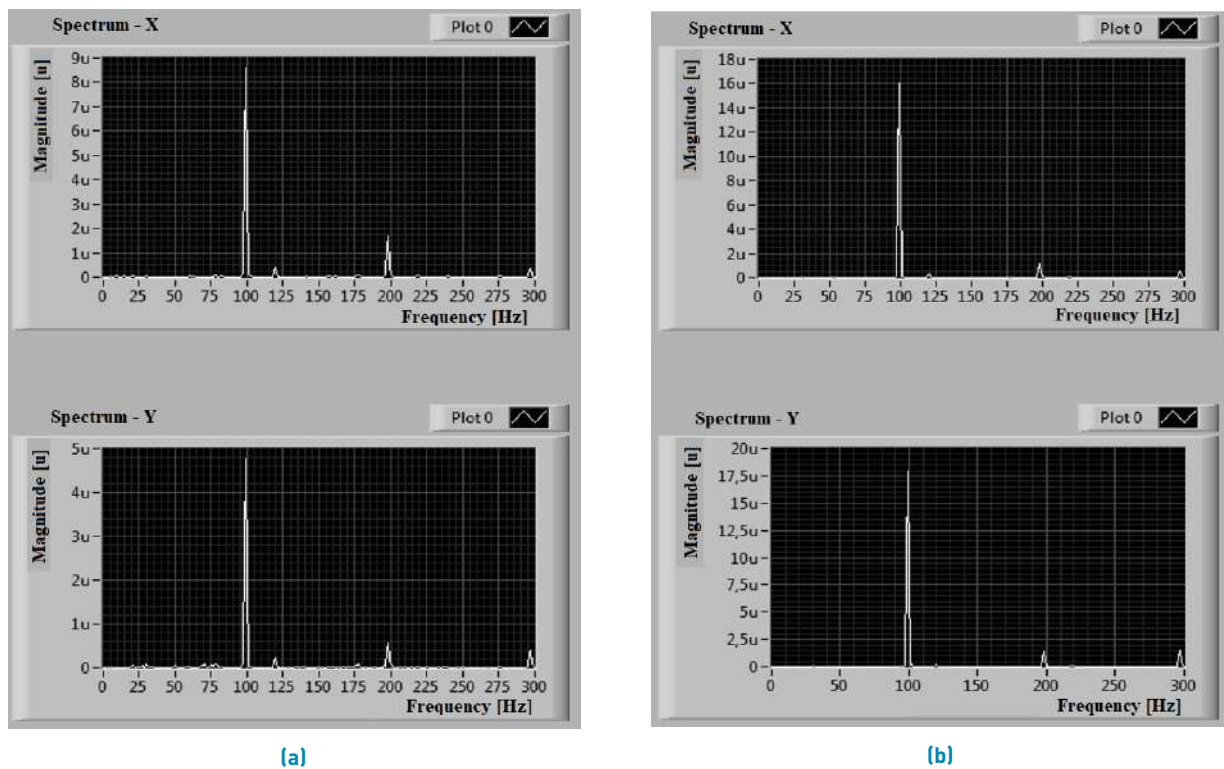 Spectrum - X
Plot 0
Magnitude [u]
9u
8u
7u
6u
5u
4u
3u
2u
1u
0
0 25 50 75 100 125 150 175 200 225 250 275 300
Frequency [Hz]
Spectrum - Y
Plot 0
Magnitude [u]
5u
4u
3u
2u
1u
0
0 25 50 75 100 125 150 175 200 225 250 275 300
Frequency [Hz]
(a)
Spectrum - X
Plot 0
Magnitude [u]
18u
16u
14u
12u
10u
8u
6u
4u
2u
0
0 25 50 75 100 125 150 175 200 225 250 275 300
Frequency [Hz]
Spectrum - Y
Plot 0
Magnitude [u]
20u
17,5u
15u
12,5u
10u
7,5u
5u
2,5u
0
0 50 100 150 200 250 300
Frequency [Hz]
(b)